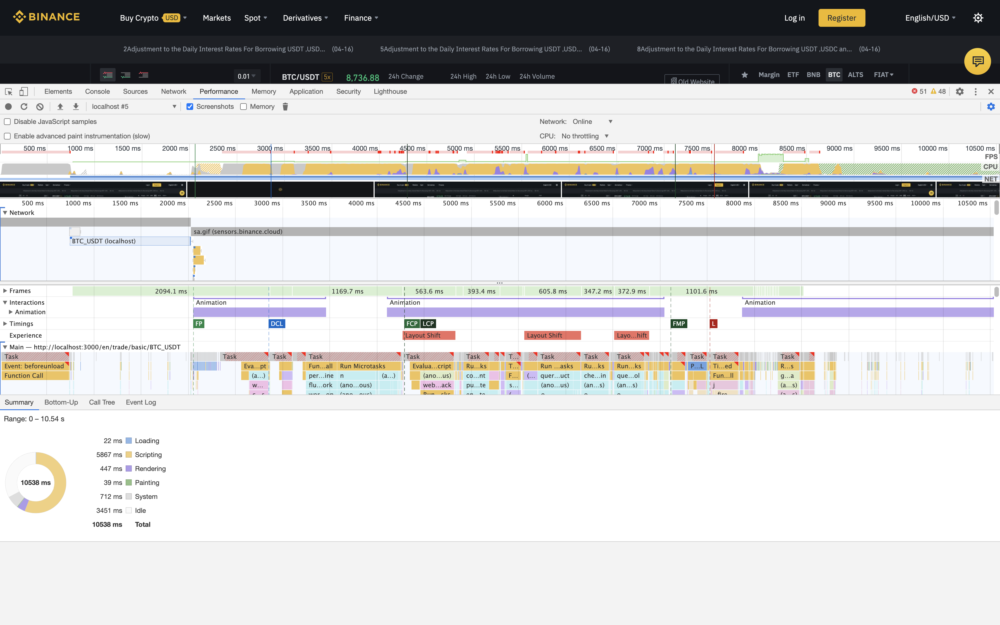 BINANCE
Buy Crypto USD Markets Spot Derivatives Finance Log in Register English/USD
2Adjustment to the Daily Interest Rates For Borrowing USDT ,USD... (04-16) 5Adjustment to the Daily Interest Rates For Borrowing USDT ,USD... (04-16) 8Adjustment to the Daily Interest Rates For Borrowing USDT ,USDC an... (04-16)
0.01 BTC/USDT 5x 8,736.88 24h Change 24h High 24h Low 24h Volume Old Website Margin ETF BNB BTC ALTS FIAT
Elements Console Sources Network Performance Memory Application Security Lighthouse 51 48
localhost #5 Screenshots Memory
Disable JavaScript samples Network: Online
Enable advanced paint instrumentation (slow) CPU: No throttling
500 ms 1000 ms 1500 ms 2000 ms 2500 ms 3000 ms 3500 ms 4000 ms 4500 ms 5000 ms 5500 ms 6000 ms 6500 ms 7000 ms 7500 ms 8000 ms 8500 ms 9000 ms 9500 ms 10000 ms 10500 ms
FPS
CPU
NET
500 ms 1000 ms 1500 ms 2000 ms 2500 ms 3000 ms 3500 ms 4000 ms 4500 ms 5000 ms 5500 ms 6000 ms 6500 ms 7000 ms 7500 ms 8000 ms 8500 ms 9000 ms 9500 ms 10000 ms 10500 ms
Network
sa.gif (sensors.binance.cloud)
BTC_USDT (localhost)
Frames 2094.1 ms 1169.7 ms 563.6 ms 393.4 ms 605.8 ms 347.2 ms 372.9 ms 1101.6 ms
Interactions Animation Animation Animation
Animation
Timings FP DCL FCP LCP FMP L
Experience Layout Shift Layout Shift Layo...hift
Main — http://localhost:3000/en/trade/basic/BTC_USDT
Task Task Task Task Task Task T... Task Task Task Task Task Task
Event: beforeunload Eva...pt Fun...all Run Microtasks Evalua...cript Ru...ks T... Run ...asks Ru...ks Run...ks P...L Ti...ed R...s
Function Call (a...) per...ine n (a...) (ano...us) co...nt F... (... quer...uct che...in que...ol Fun...ll g...a
w... flu...ork (ano...ous) web...ack pu...te s... (ano...us) (an...s) (an...s) j (a...s)
Summary Bottom-Up Call Tree Event Log
Range: 0 – 10.54 s
22 ms Loading
5867 ms Scripting
447 ms Rendering
39 ms Painting
712 ms System
3451 ms Idle
10538 ms Total
10538 ms